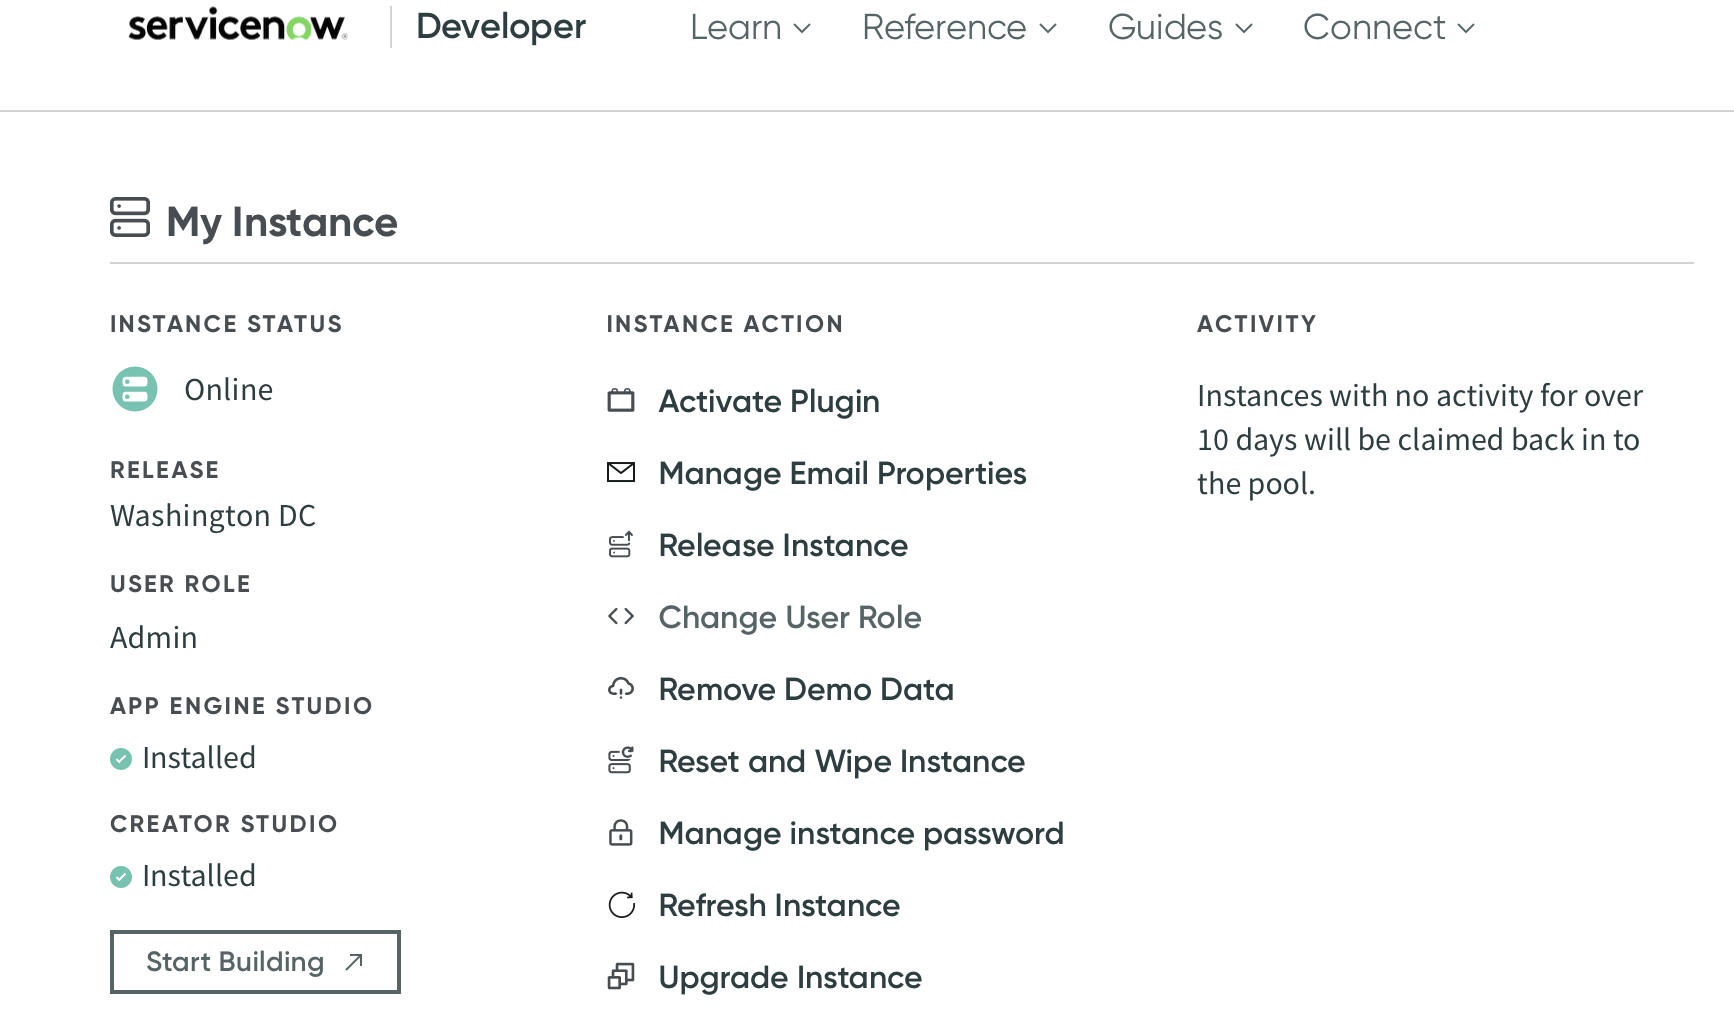 servicenow
Developer
Learn
Reference
Guides
Connect
My Instance
INSTANCE STATUS
Online
RELEASE
Washington DC
USER ROLE
Admin
APP ENGINE STUDIO
Installed
CREATOR STUDIO
Installed
Start Building
INSTANCE ACTION
Activate Plugin
Manage Email Properties
Release Instance
Change User Role
Remove Demo Data
Reset and Wipe Instance
Manage instance password
Refresh Instance
Upgrade Instance
ACTIVITY
Instances with no activity for over
10 days will be claimed back in to
the pool.